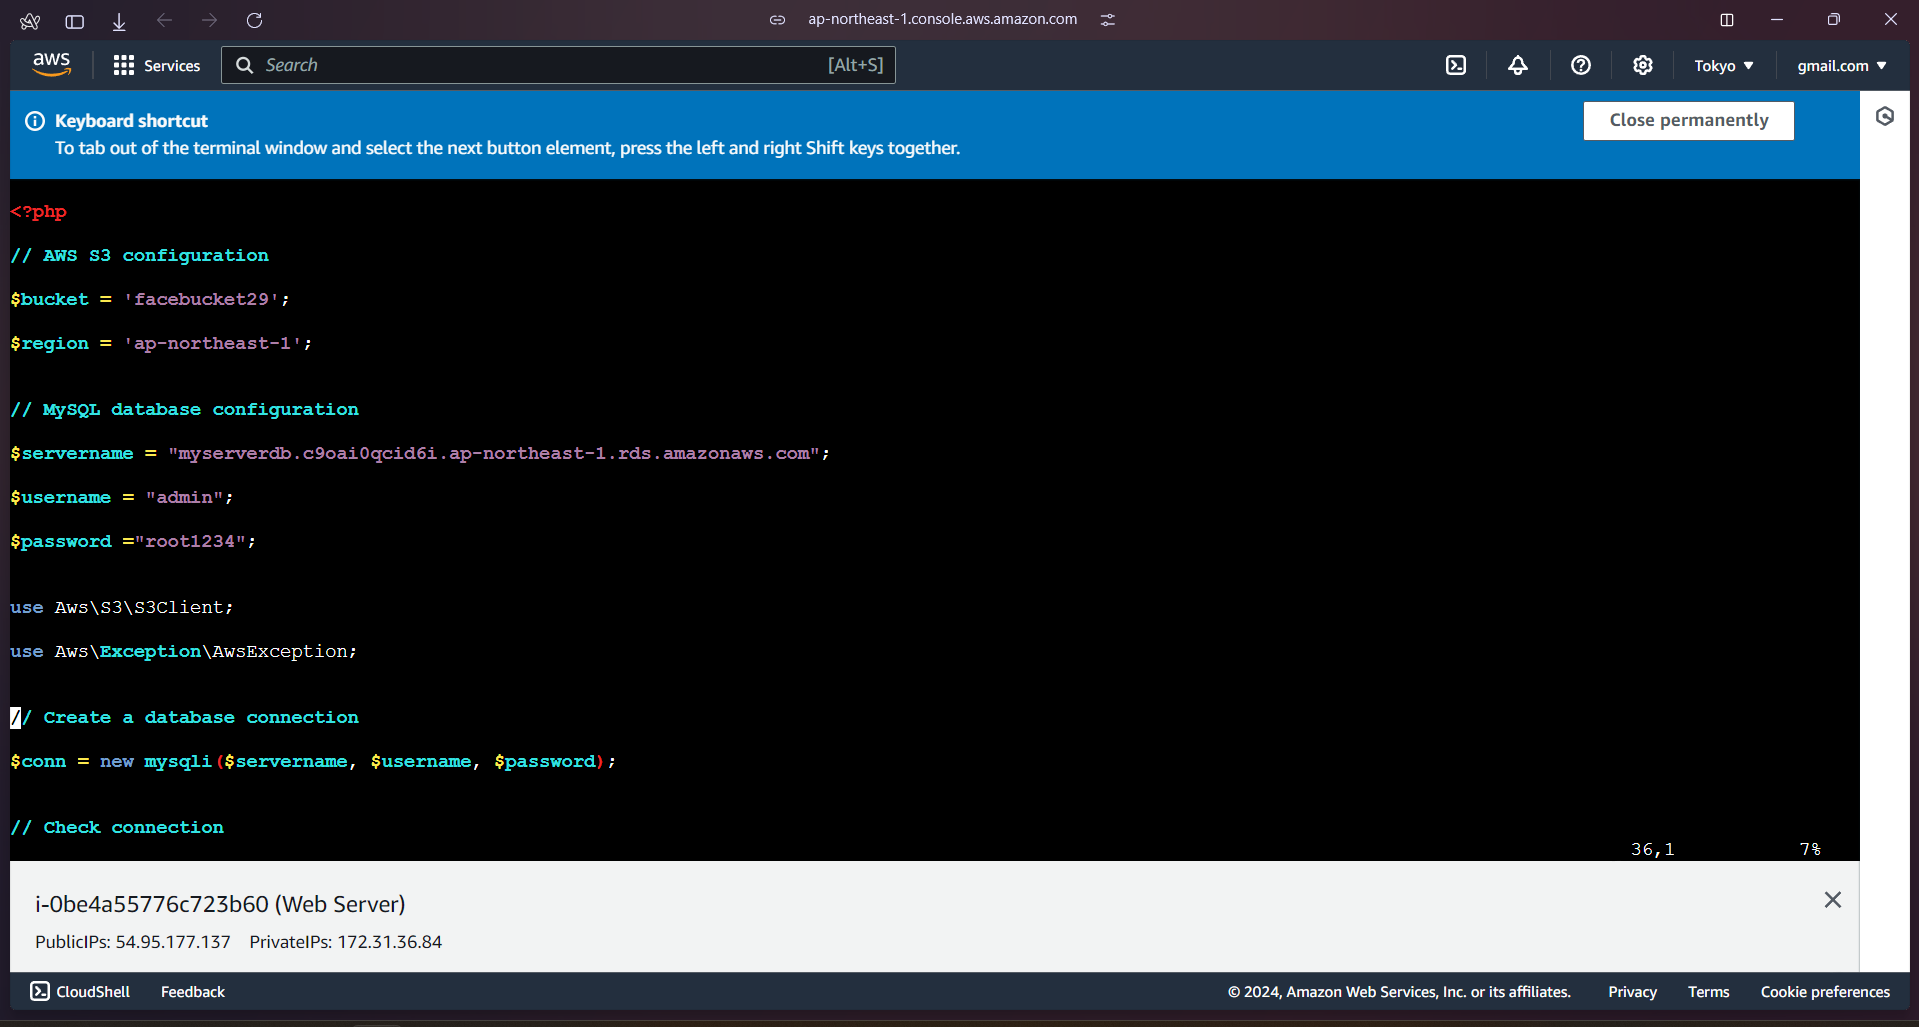 ap-northeast-1.console.aws.amazon.com
aws Services Search [Alt+S] Tokyo gmail.com
Keyboard shortcut
To tab out of the terminal window and select the next button element, press the left and right Shift keys together.
Close permanently
<?php
// AWS S3 configuration
$bucket = 'facebucket29';
$region = 'ap-northeast-1';
// MySQL database configuration
$servername = "myserverdb.c9oai0qcid6i.ap-northeast-1.rds.amazonaws.com";
$username = "admin";
$password ="root1234";
use Aws\S3\S3Client;
use Aws\Exception\AwsException;
// Create a database connection
$conn = new mysqli($servername, $username, $password);
// Check connection
36,1 7%
i-0be4a55776c723b60 (Web Server)
PublicIPs: 54.95.177.137 PrivateIPs: 172.31.36.84
CloudShell Feedback © 2024, Amazon Web Services, Inc. or its affiliates. Privacy Terms Cookie preferences